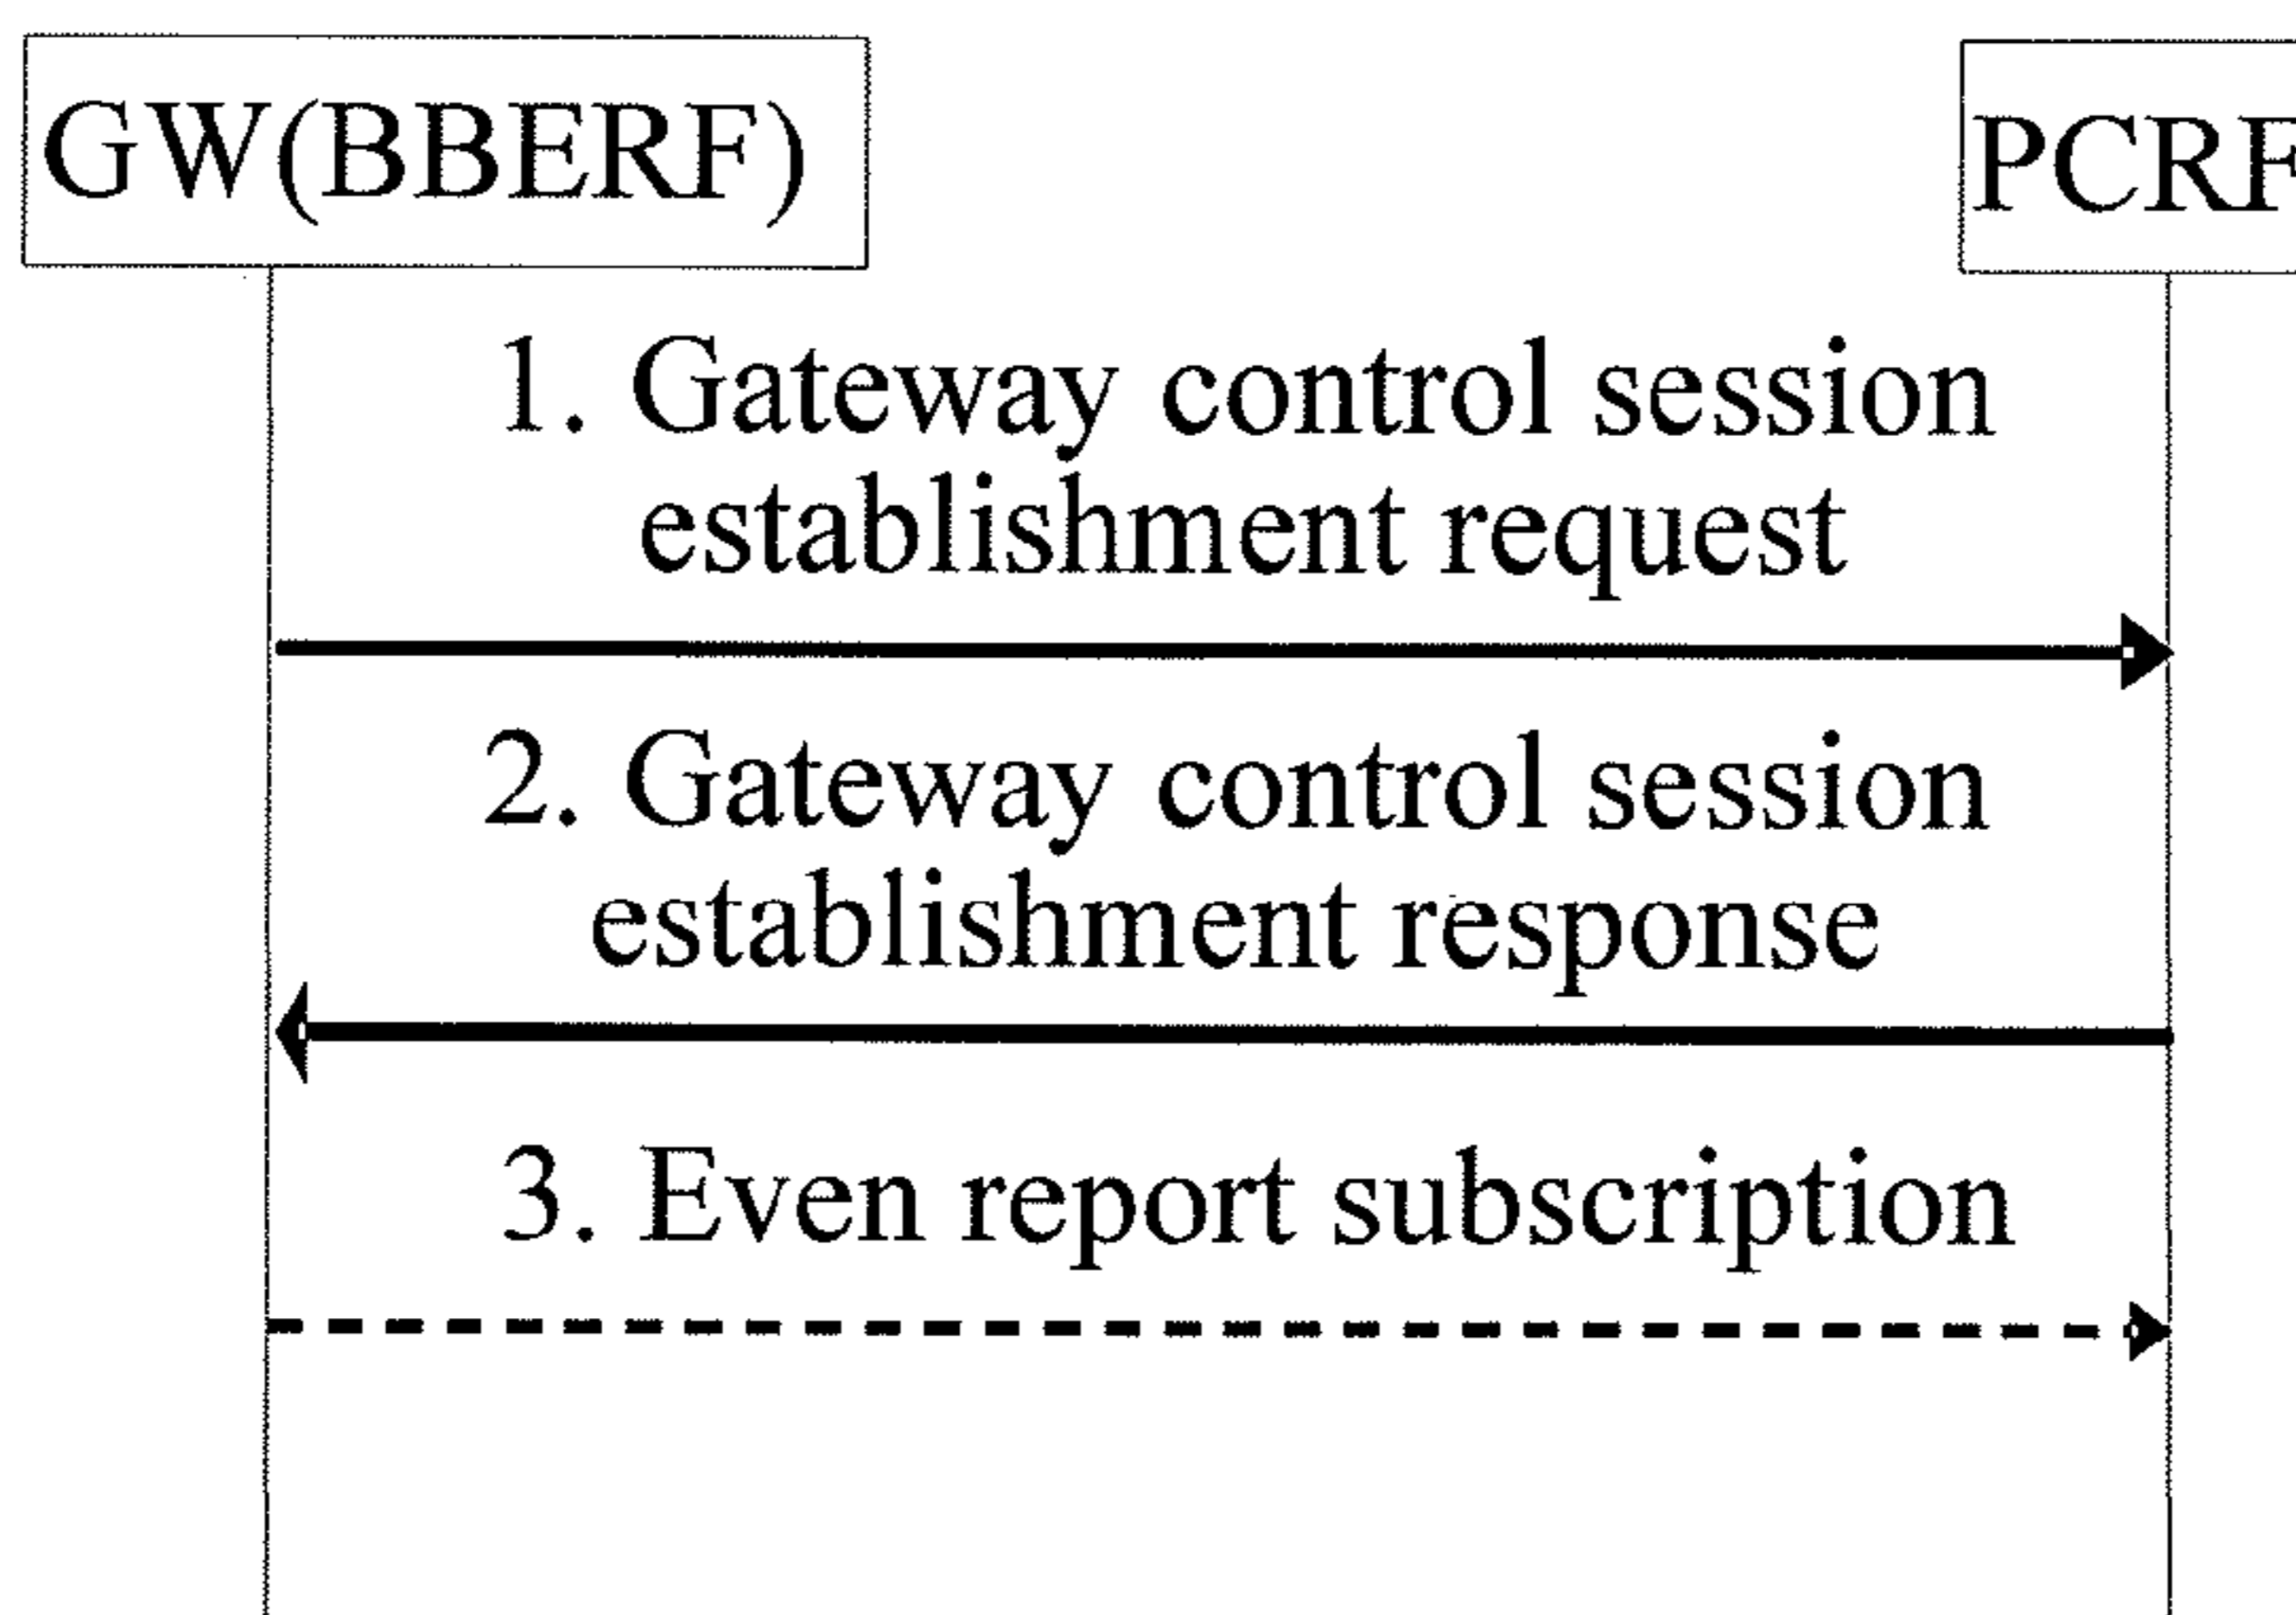 GW(BBERF)
PCRF
1. Gateway control session
establishment request
2. Gateway control session
establishment response
3. Even report subscription